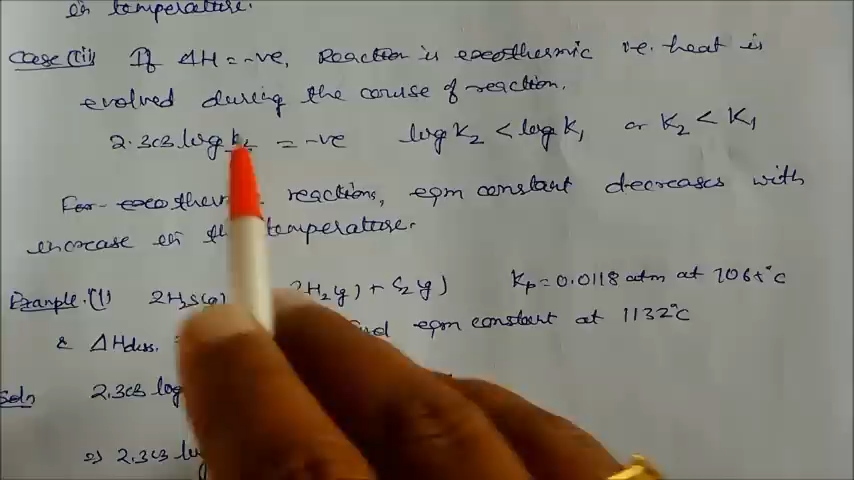 in temperature.
Case (ii) If ΔH = -ve, Reaction is exothermic i.e. heat is
evolved during the course of reaction.
2.303 log K2 = -ve log K2 < log K1 or K2 < K1
For exotherm reactions, eqm constant decreases with
increase in the temperature.
Example.(1) 2H2S(g) 2H2(g) + S2(g) Kp = 0.0118 atm at 1065°C
& ΔHdiss. = eqm constant at 1132°C
Soln 2.303 log
⇒ 2.303